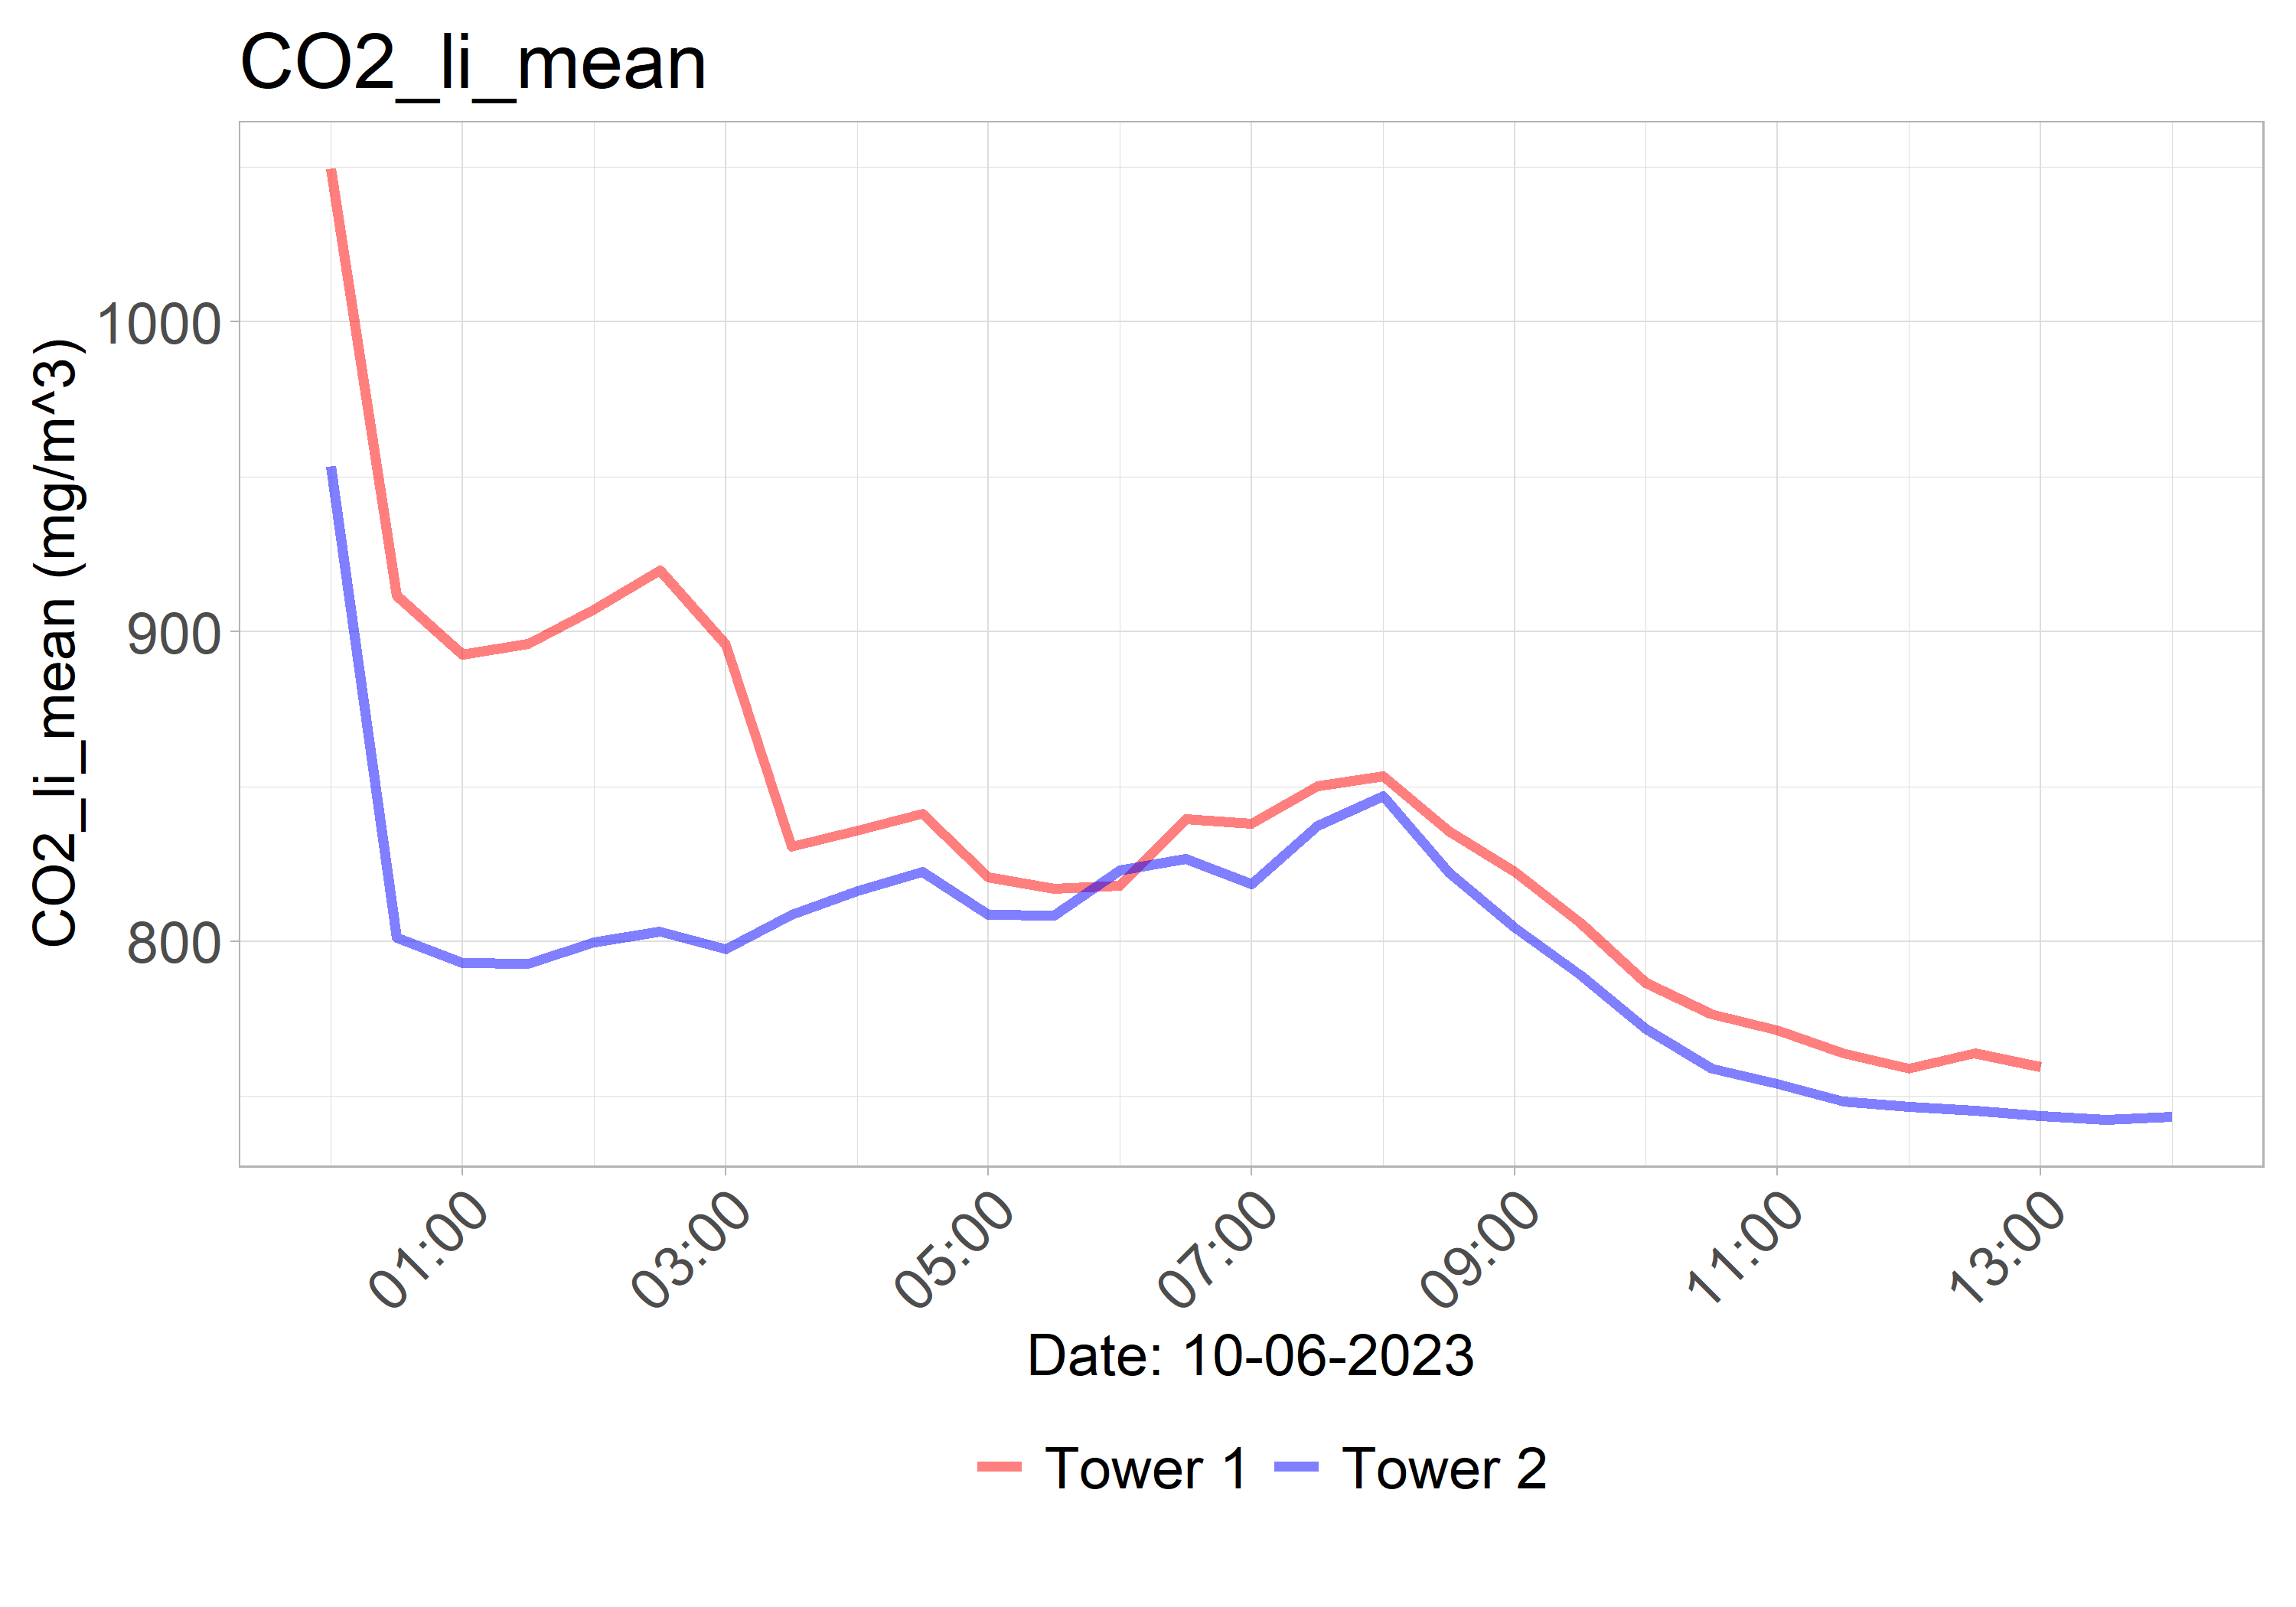 CO2_li_mean
CO2_li_mean (mg/m^3)
1000
900
800
01:00 03:00 05:00 07:00 09:00 11:00 13:00
Date: 10-06-2023
Tower 1 Tower 2